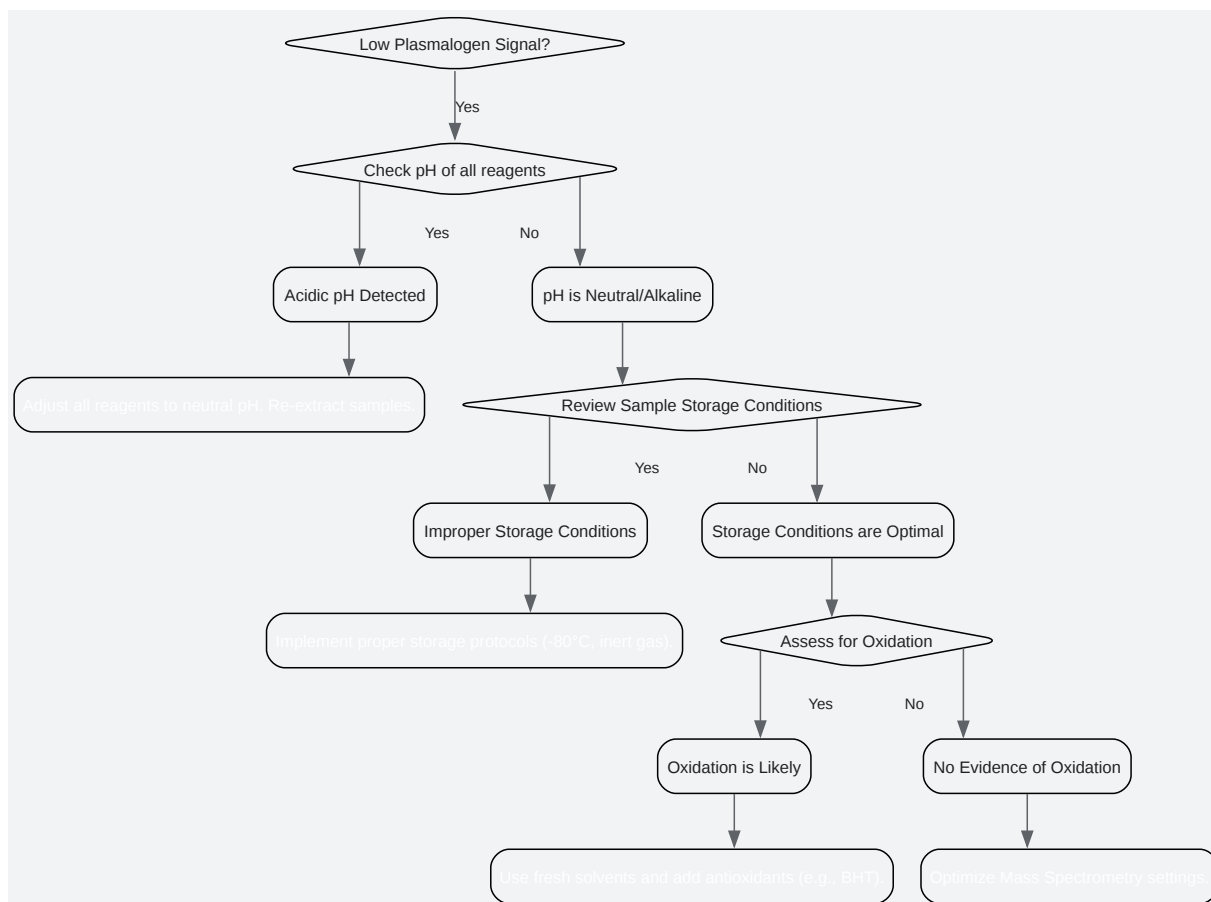 Low Plasmalogen Signal?
Yes
Check pH of all reagents
Yes
No
Acidic pH Detected
pH is Neutral/Alkaline
Adjust all reagents to neutral pH. Re-extract samples.
Review Sample Storage Conditions
Yes
No
Improper Storage Conditions
Storage Conditions are Optimal
Implement proper storage protocols (-80°C, inert gas).
Assess for Oxidation
Yes
No
Oxidation is Likely
No Evidence of Oxidation
Use fresh solvents and add antioxidants (e.g., BHT).
Optimize Mass Spectrometry settings.